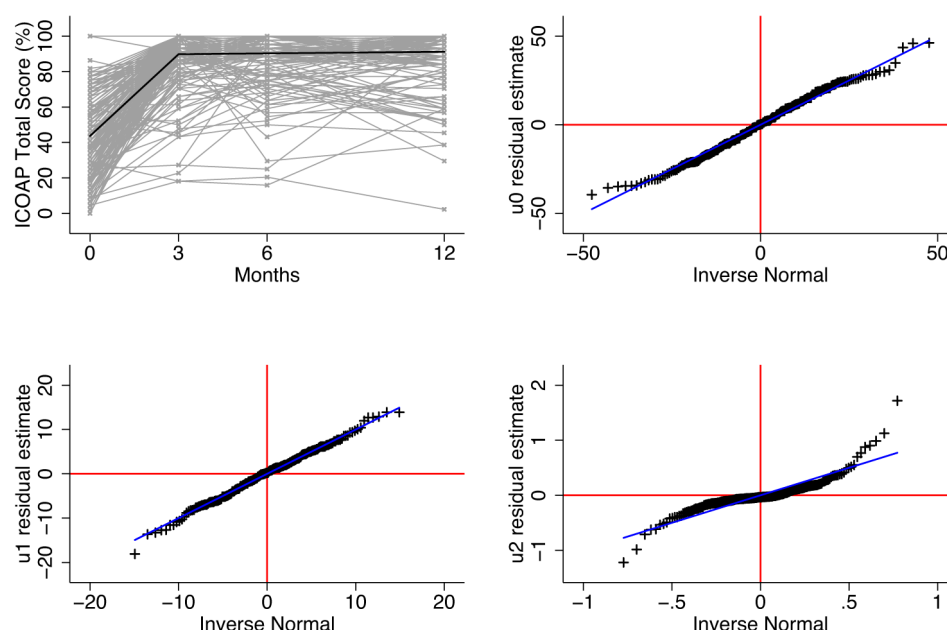 ICOAP Total Score (%)
100
80
60
40
20
0
0 3 6 12
Months
u0 residual estimate
50
0
−50
−50 0 50
Inverse Normal
u1 residual estimate
20
10
0
−10
−20
−20 −10 0 10 20
Inverse Normal
u2 residual estimate
2
1
0
−1
−1 −.5 0 .5 1
Inverse Normal